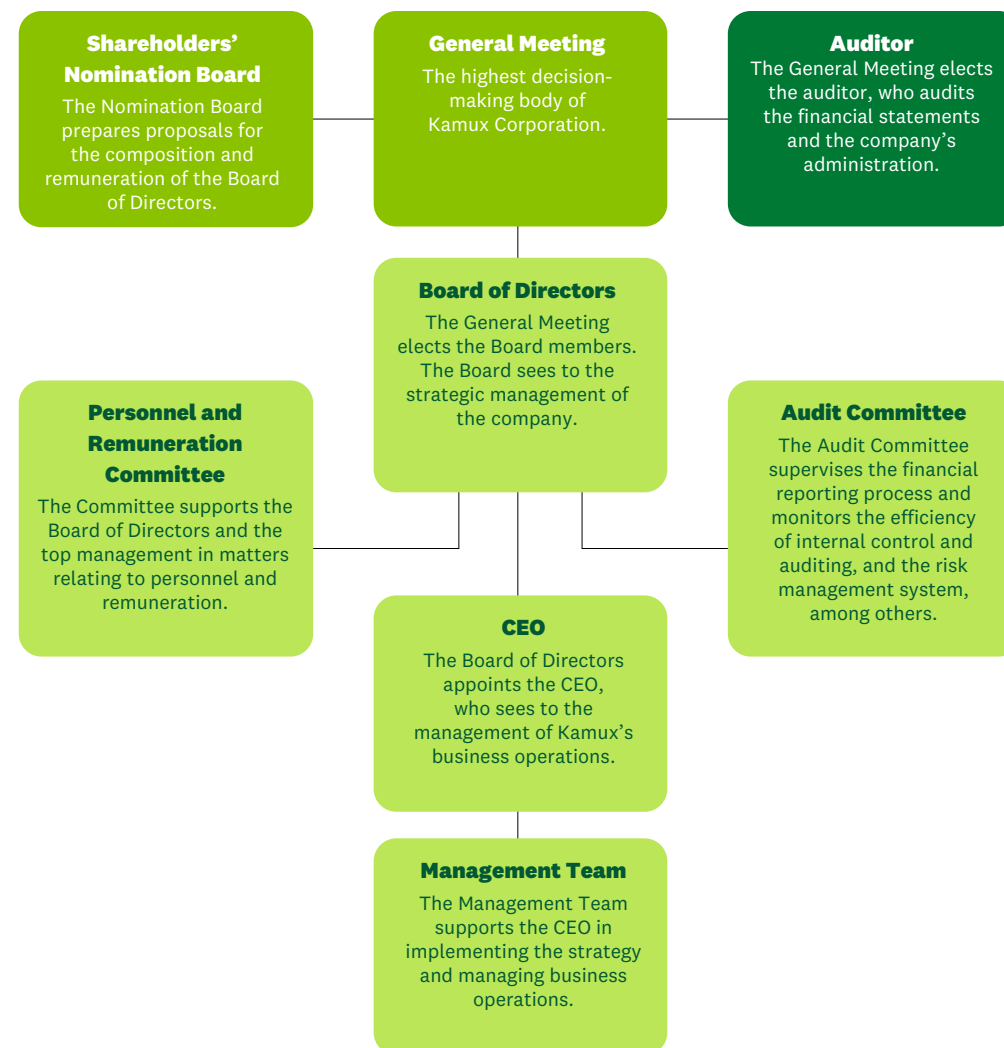 Shareholders’
Nomination Board
The Nomination Board
prepares proposals for
the composition and
remuneration of the Board
of Directors.
General Meeting
The highest decision-
making body of
Kamux Corporation.
Auditor
The General Meeting elects
the auditor, who audits
the financial statements
and the company’s
administration.
Board of Directors
The General Meeting
elects the Board members.
The Board sees to the
strategic management of
the company.
Personnel and
Remuneration
Committee
The Committee supports the
Board of Directors and the
top management in matters
relating to personnel and
remuneration.
Audit Committee
The Audit Committee
supervises the financial
reporting process and
monitors the efficiency
of internal control and
auditing, and the risk
management system,
among others.
CEO
The Board of Directors
appoints the CEO,
who sees to the
management of Kamux’s
business operations.
Management Team
The Management Team
supports the CEO in
implementing the strategy
and managing business
operations.